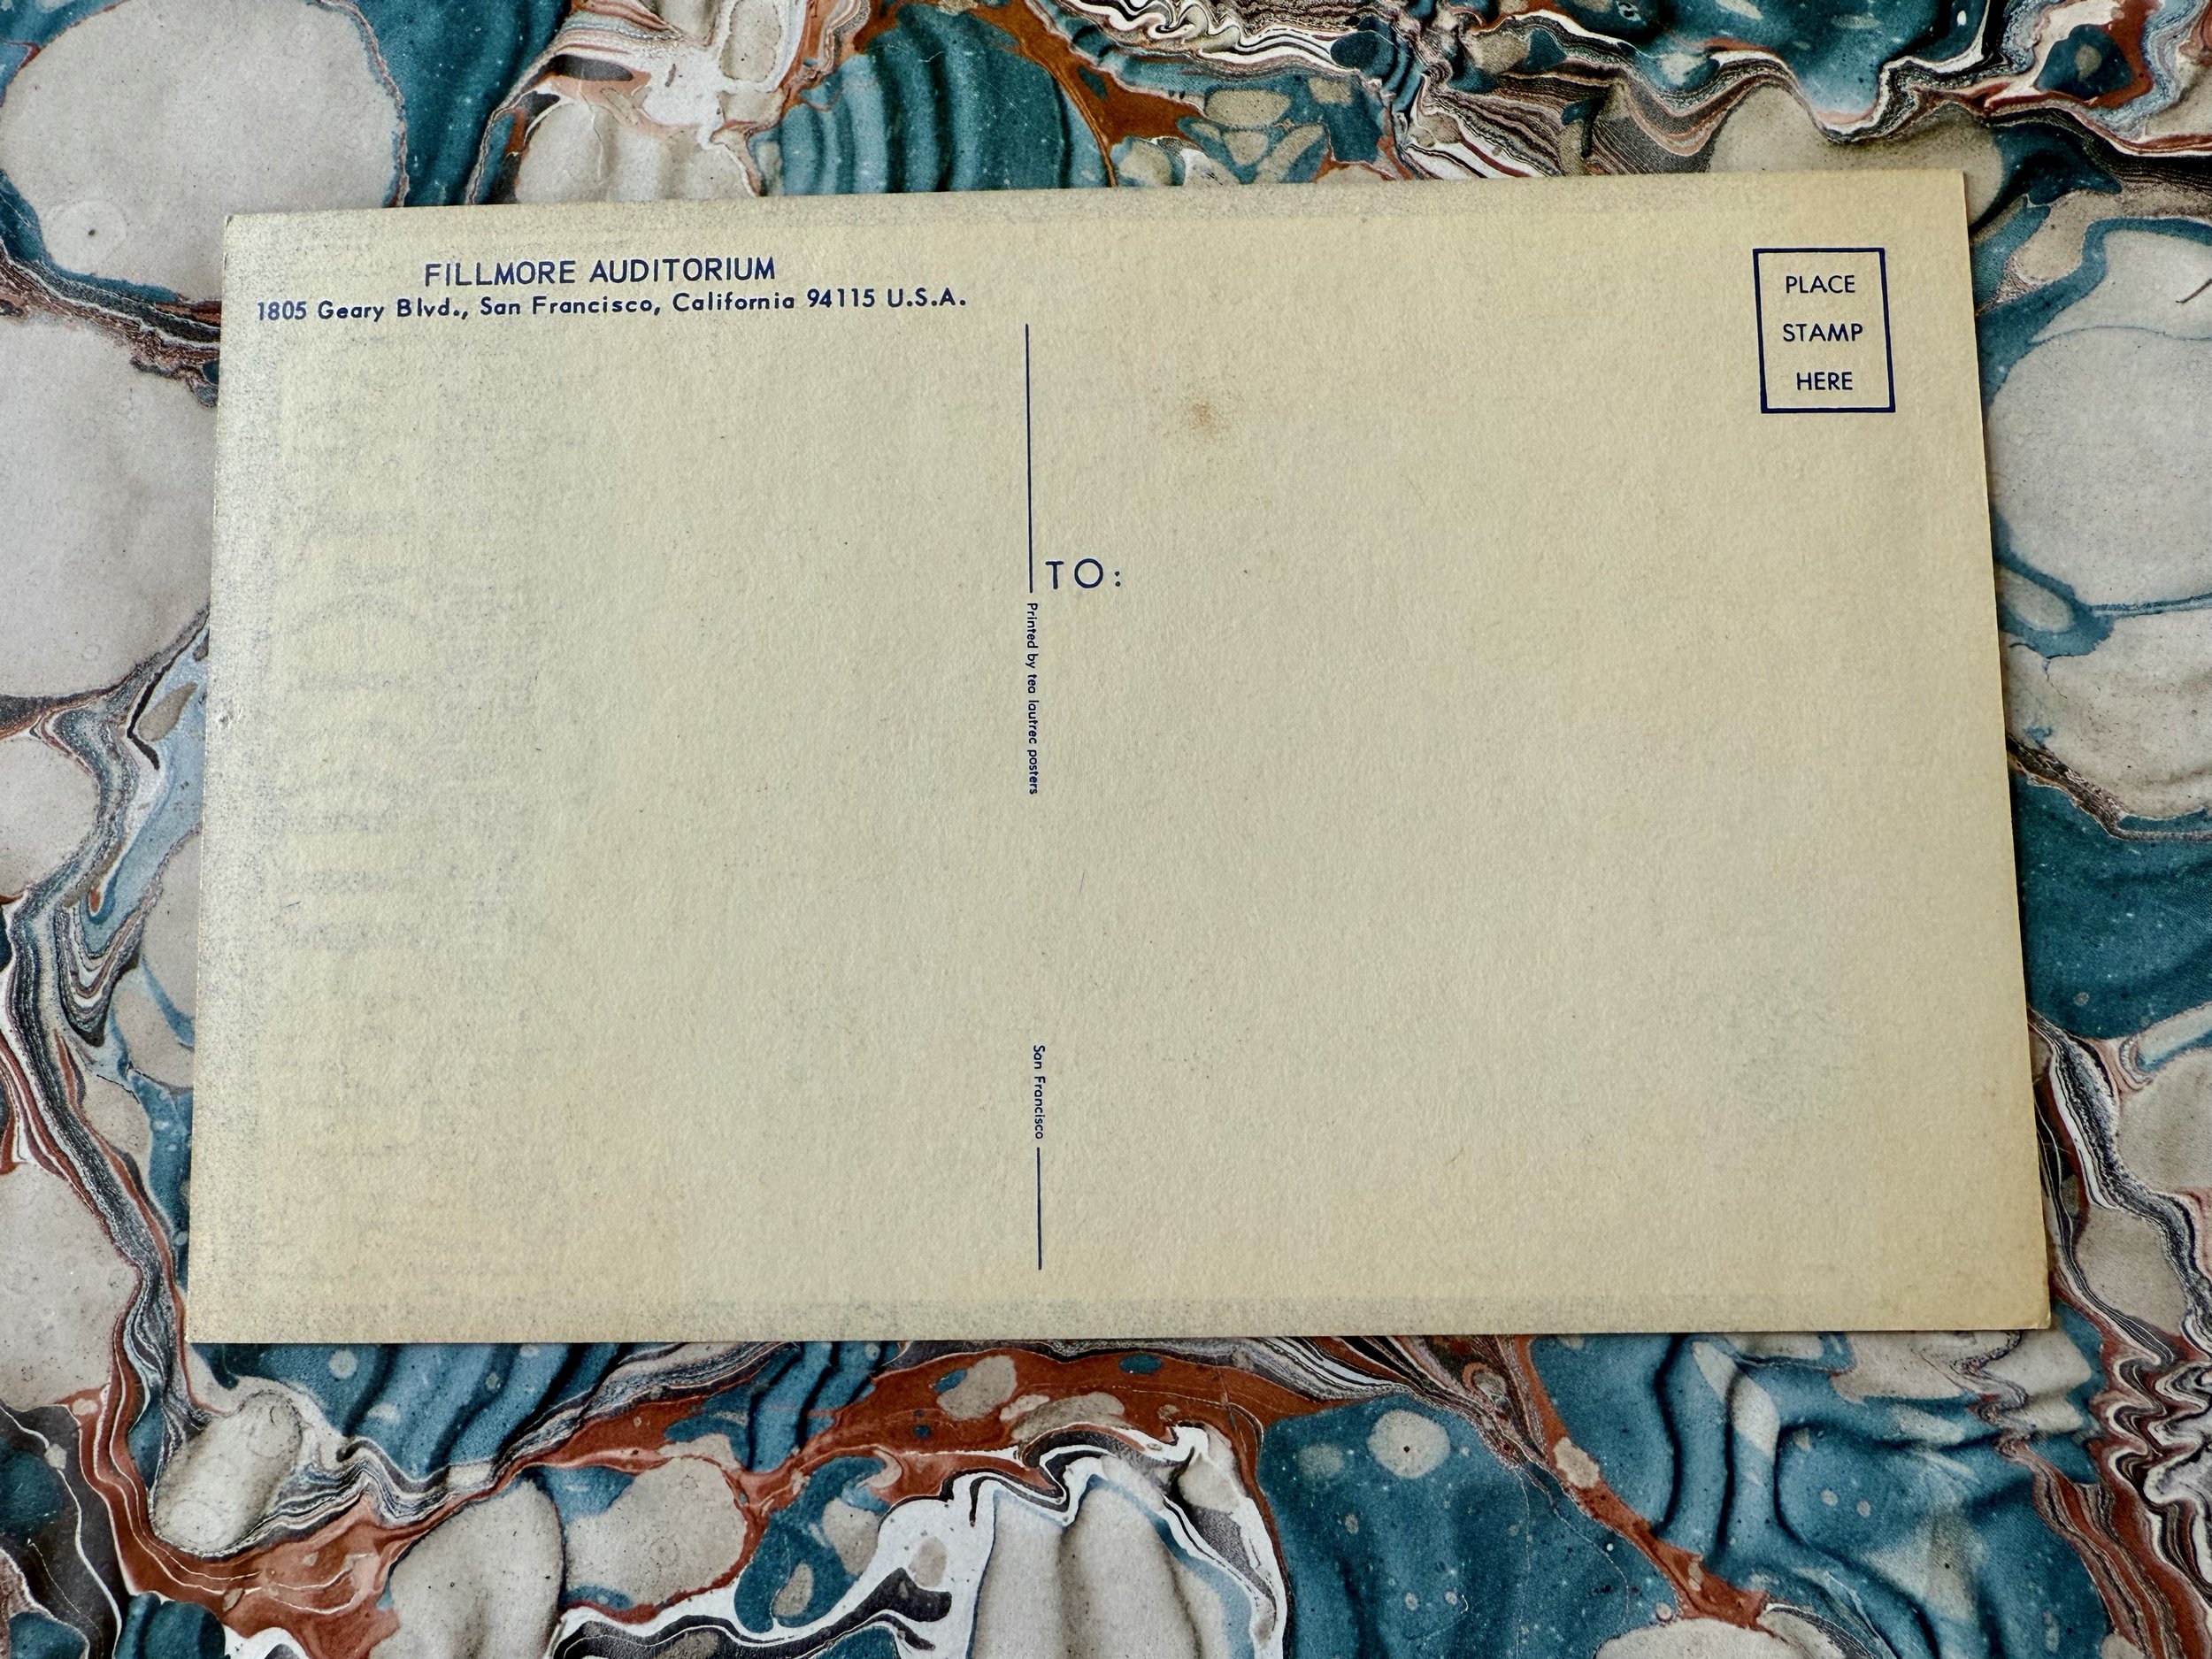 FILLMORE AUDITORIUM
1805 Geary Blvd., San Francisco, California 94115 U.S.A.
PLACE
STAMP
HERE
TO:
Printed by tea lautrec posters
San Francisco